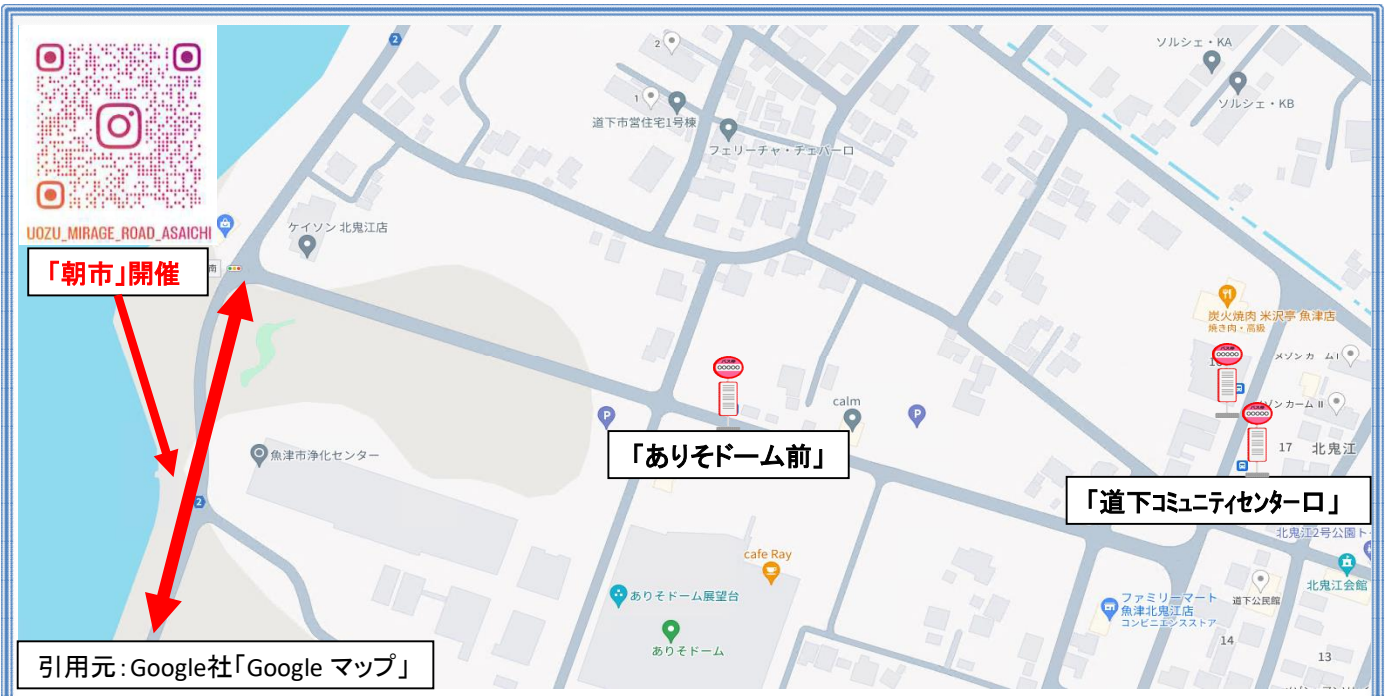 UOZU_MIRAGE_ROAD_ASAICHI
「朝市」開催
南
2
ケイソン 北鬼江店
2
1
道下市営住宅1号棟
フェリーチャ・チェバーロ
ソルシェ・KA
ソルシェ・KB
炭火焼肉 米沢亭 魚津店
焼き肉・高級
メゾン カームI
メゾン カーム II
17
北鬼江
「道下コミュニティセンター口」
calm
P
P
「ありそドーム前」
魚津市浄化センター
2
cafe Ray
ありそドーム展望台
ありそドーム
ファミリーマート
魚津北鬼江店
コンビニエンスストア
道下公民館
北鬼江2号公園ト
北鬼江会館
14
13
引用元：Google社「Google マップ」